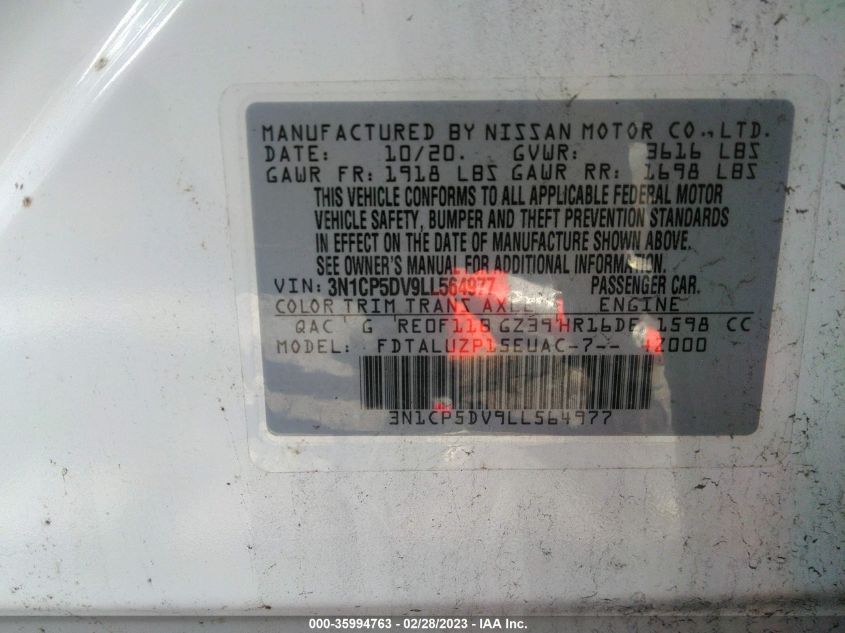 MANUFACTURED BY NISSAN MOTOR CO., LTD.
DATE: 10/20. GVWR: 3616 LBS
GAWR FR: 1918 LBS GAWR RR: 1698 LBS
THIS VEHICLE CONFORMS TO ALL APPLICABLE FEDERAL MOTOR
VEHICLE SAFETY, BUMPER AND THEFT PREVENTION STANDARDS
IN EFFECT ON THE DATE OF MANUFACTURE SHOWN ABOVE.
SEE OWNER'S MANUAL FOR ADDITIONAL INFORMATION.
VIN: 3N1CP5DV9LL564977 PASSENGER CAR.
COLOR TRIM TRANS AXLE ENGINE
QAC G RE0F11B GZ39 HR16DE 1598 CC
MODEL: FDTALUZP15EUAC-7--
3N1CP5DV9LL564977
000-35994763 - 02/28/2023 - IAA Inc.